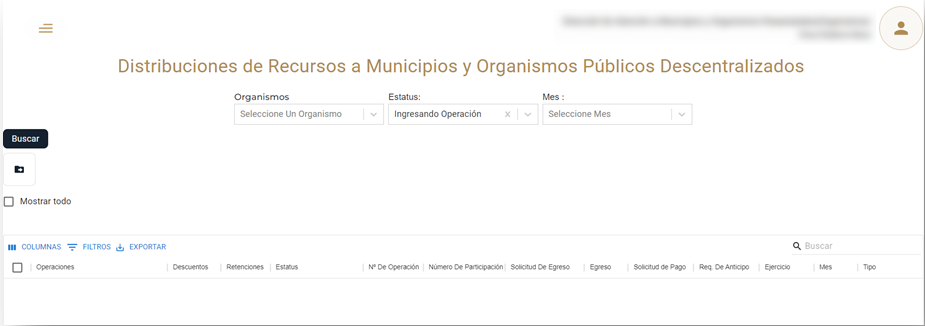 Distribuciones de Recursos a Municipios y Organismos Públicos Descentralizados
Organismos Estatus: Mes :
Seleccione Un Organismo Ingresando Operación Seleccione Mes
Buscar
Mostrar todo
COLUMNAS FILTROS EXPORTAR Buscar
Operaciones Descuentos Retenciones Estatus Nº De Operación Número De Participación Solicitud De Egreso Egreso Solicitud de Pago Req. De Anticipo Ejercicio Mes Tipo